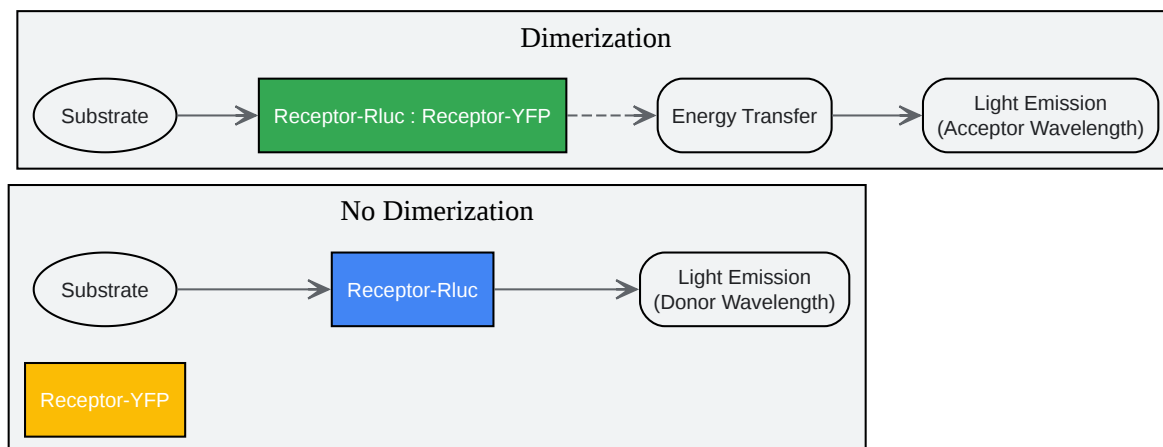 Dimerization
Substrate
Receptor-Rluc : Receptor-YFP
Energy Transfer
Light Emission
(Acceptor Wavelength)
No Dimerization
Substrate
Receptor-Rluc
Light Emission
(Donor Wavelength)
Receptor-YFP